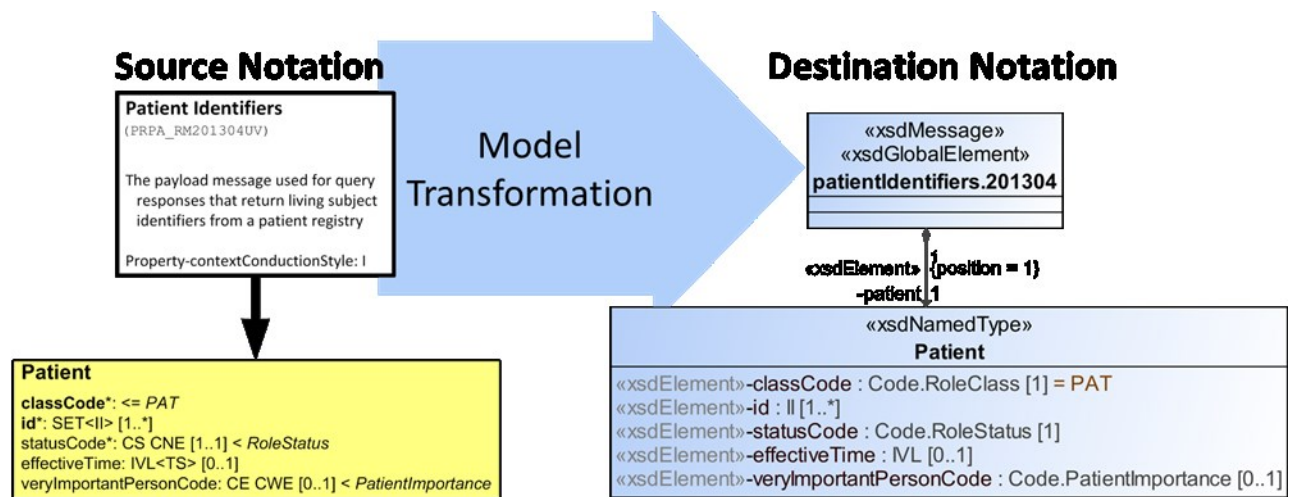 Source Notation
Patient Identifiers
(PRPA_RM201304UV)
The payload message used for query
responses that return living subject
identifiers from a patient registry
Property-contextConductionStyle: I
Patient
classCode*: <= PAT
id*: SET<II> [1..*]
statusCode*: CS CNE [1..1] < RoleStatus
effectiveTime: IVL<TS> [0..1]
veryImportantPersonCode: CE CWE [0..1] < PatientImportance
Model
Transformation
Destination Notation
«xsdMessage»
«xsdGlobalElement»
patientIdentifiers.201304
1
«xsdElement» {position = 1}
-patient 1
«xsdNamedType»
Patient
«xsdElement»-classCode : Code.RoleClass [1] = PAT
«xsdElement»-id : II [1..*]
«xsdElement»-statusCode : Code.RoleStatus [1]
«xsdElement»-effectiveTime : IVL [0..1]
«xsdElement»-veryImportantPersonCode : Code.PatientImportance [0..1]